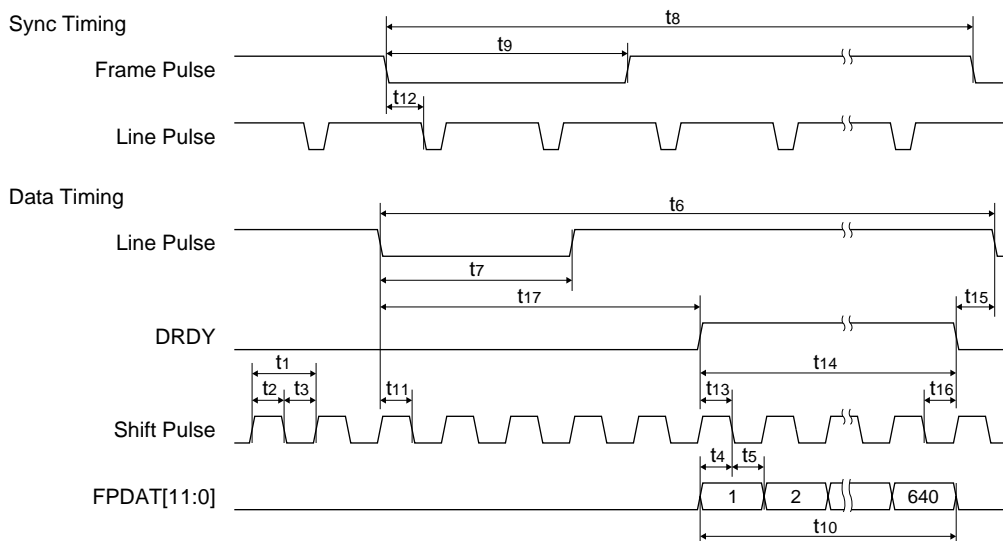 Sync Timing
t8
t9
Frame Pulse
t12
Line Pulse
Data Timing
t6
Line Pulse
t7
t17
t15
DRDY
t1
t14
t2 t3 t11 t13 t16
Shift Pulse
t4 t5
FPDAT[11:0] 1 2 640
t10